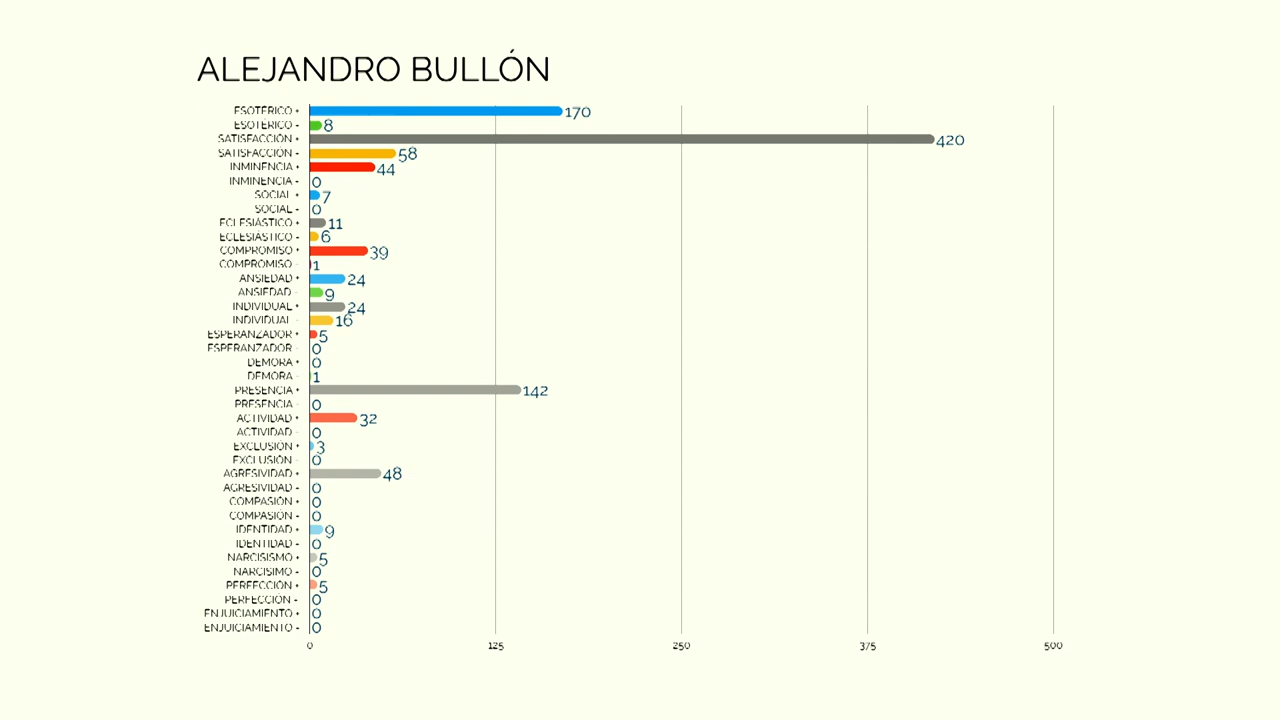 ALEJANDRO BULLÓN
ESOTÉRICO + 170
ESOTÉRICO - 8
SATISFACCIÓN + 420
SATISFACCIÓN - 58
INMINENCIA + 44
INMINENCIA - 0
SOCIAL + 7
SOCIAL - 0
ECLESIÁSTICO + 11
ECLESIÁSTICO - 6
COMPROMISO + 39
COMPROMISO - 1
ANSIEDAD + 24
ANSIEDAD - 9
INDIVIDUAL + 24
INDIVIDUAL - 16
ESPERANZADOR + 5
ESPERANZADOR - 0
DEMORA + 0
DEMORA - 1
PRESENCIA + 142
PRESENCIA - 0
ACTIVIDAD + 32
ACTIVIDAD - 0
EXCLUSIÓN + 3
EXCLUSIÓN - 0
AGRESIVIDAD + 48
AGRESIVIDAD - 0
COMPASIÓN + 0
COMPASIÓN - 0
IDENTIDAD + 9
IDENTIDAD - 0
NARCISISMO + 5
NARCISIMO - 0
PERFECCIÓN + 5
PERFECCIÓN - 0
ENJUICIAMIENTO + 0
ENJUICIAMIENTO - 0
0 125 250 375 500